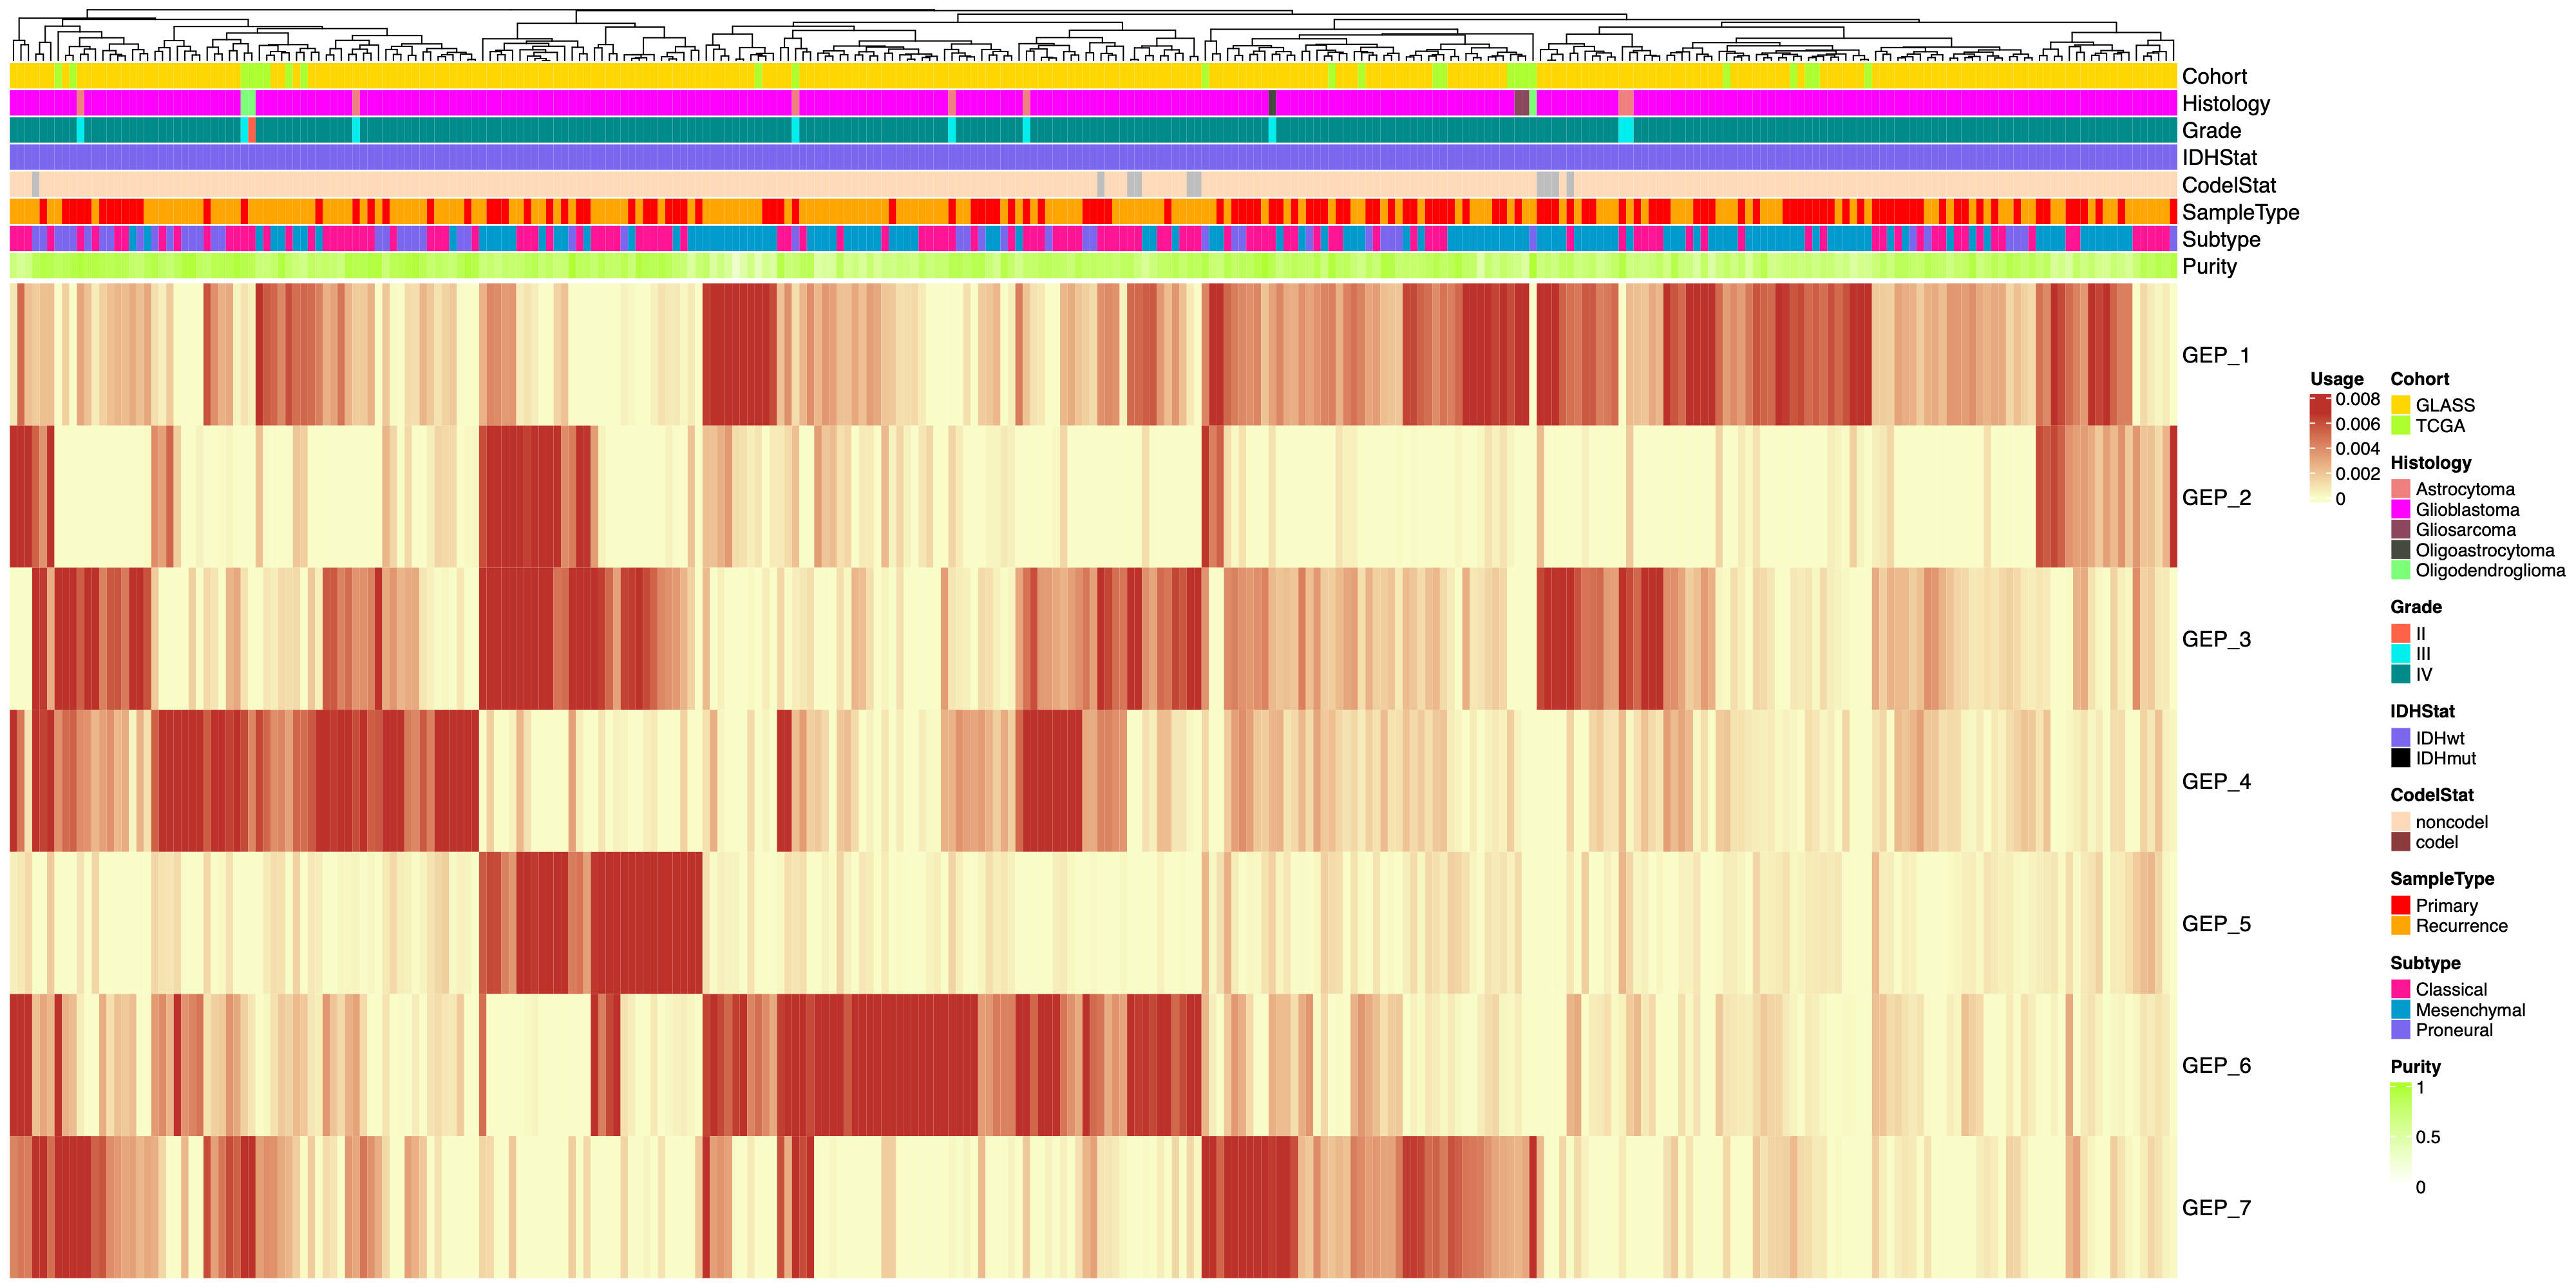 Cohort
Histology
Grade
IDHStat
CodelStat
SampleType
Subtype
Purity
GEP_1
GEP_2
GEP_3
GEP_4
GEP_5
GEP_6
GEP_7
Usage
0.008
0.006
0.004
0.002
0
Cohort
GLASS
TCGA
Histology
Astrocytoma
Glioblastoma
Gliosarcoma
Oligoastrocytoma
Oligodendroglioma
Grade
II
III
IV
IDHStat
IDHwt
IDHmut
CodelStat
noncodel
codel
SampleType
Primary
Recurrence
Subtype
Classical
Mesenchymal
Proneural
Purity
1
0.5
0